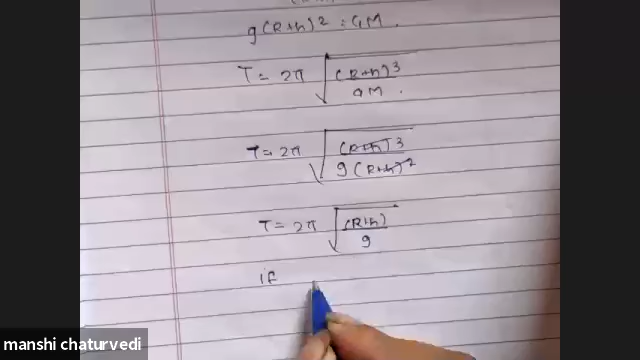 g(R+h)² = GM.
T = 2π √((R+h)³ / GM).
T = 2π √((R+h)³ / g(R+h)²)
T = 2π √((R+h) / g)
if
manshi chaturvedi